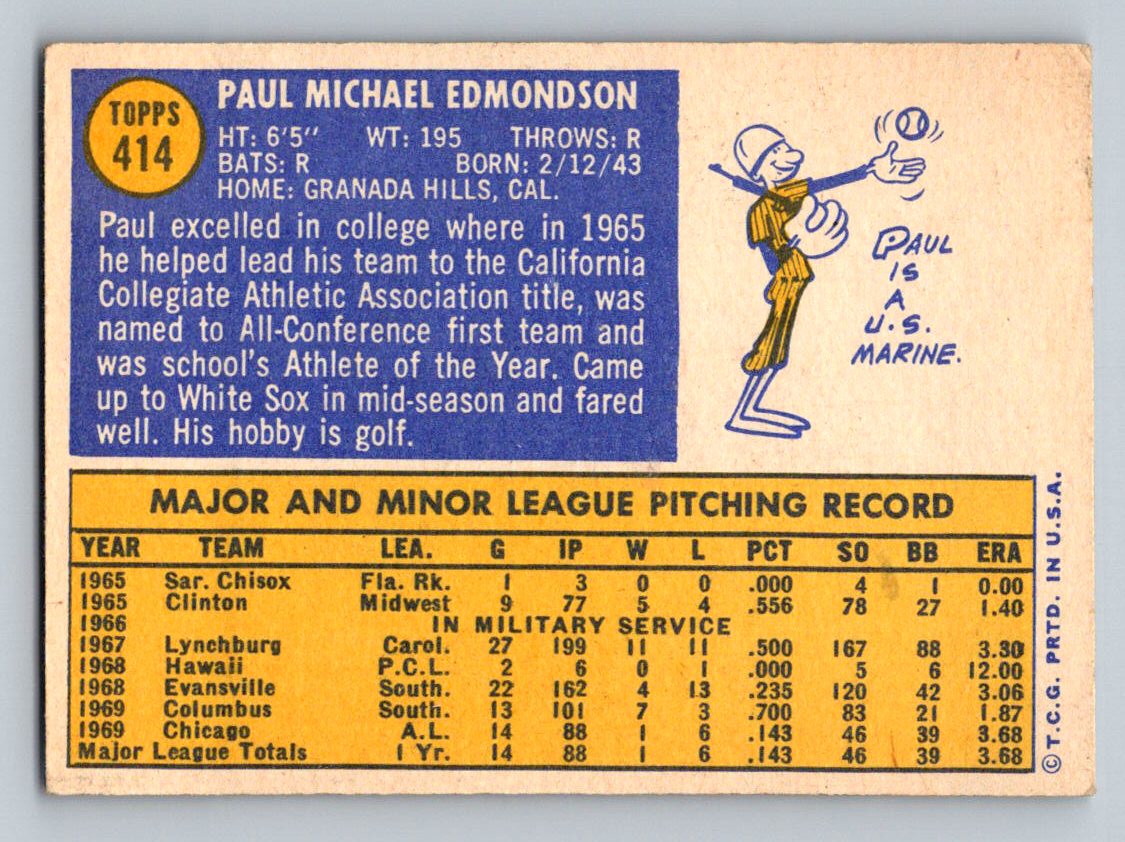 TOPPS
414
PAUL MICHAEL EDMONDSON
HT: 6'5" WT: 195 THROWS: R
BATS: R BORN: 2/12/43
HOME: GRANADA HILLS, CAL.
Paul excelled in college where in 1965
he helped lead his team to the California
Collegiate Athletic Association title, was
named to All-Conference first team and
was school's Athlete of the Year. Came
up to White Sox in mid-season and fared
well. His hobby is golf.
PAUL
IS
A
U.S.
MARINE.
MAJOR AND MINOR LEAGUE PITCHING RECORD
YEAR TEAM LEA. G IP W L PCT SO BB ERA
1965 Sar. Chisox Fla. Rk. 1 3 0 0 .000 4 1 0.00
1965 Clinton Midwest 9 77 5 4 .556 78 27 1.40
1966 IN MILITARY SERVICE
1967 Lynchburg Carol. 27 199 11 11 .500 167 88 3.30
1968 Hawaii P.C.L. 2 6 0 1 .000 5 6 12.00
1968 Evansville South. 22 162 4 13 .235 120 42 3.06
1969 Columbus South. 13 101 7 3 .700 83 21 1.87
1969 Chicago A.L. 14 88 1 6 .143 46 39 3.68
Major League Totals 1 Yr. 14 88 1 6 .143 46 39 3.68
©T.C.G. PRTD. IN U.S.A.